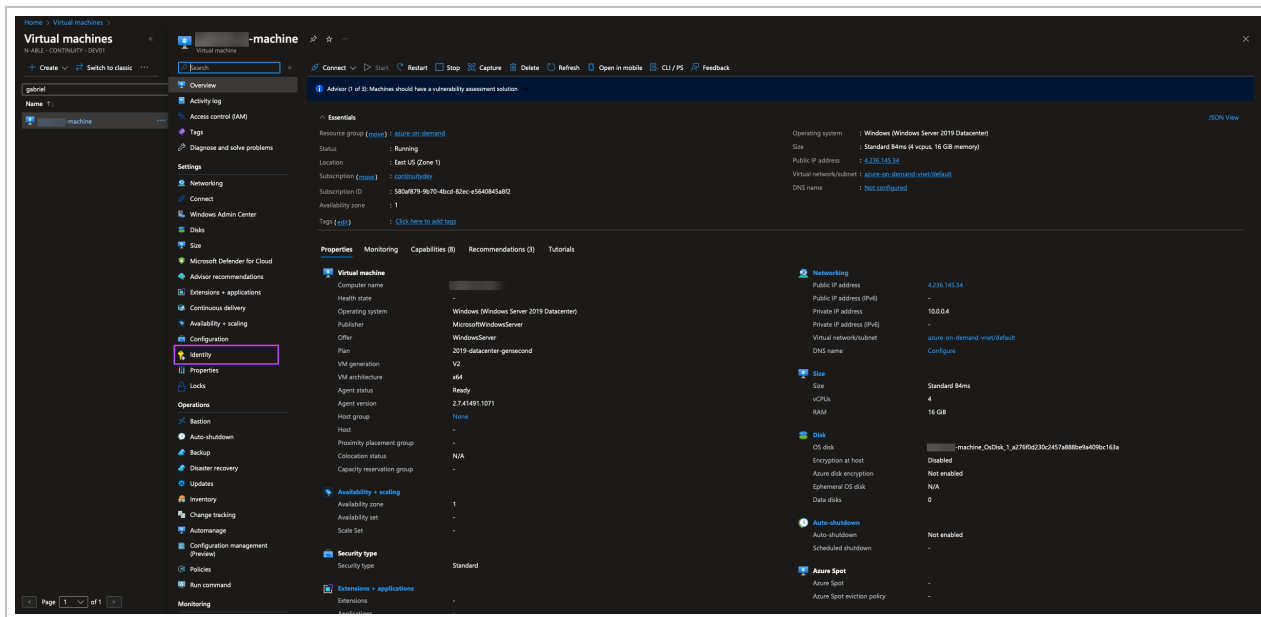 Home > Virtual machines >
Virtual machines
N-ABLE - CONTINUITY - DEV01
+ Create Switch to classic ...
gabriel
Name ↑
-machine ...
< Page 1 of 1 >
-machine ...
Virtual machine
Search
Overview
Activity log
Access control (IAM)
Tags
Diagnose and solve problems
Settings
Networking
Connect
Windows Admin Center
Disks
Size
Microsoft Defender for Cloud
Advisor recommendations
Extensions + applications
Continuous delivery
Availability + scaling
Configuration
Identity
Properties
Locks
Operations
Bastion
Auto-shutdown
Backup
Disaster recovery
Updates
Inventory
Change tracking
Automanage
Configuration management
(Preview)
Policies
Run command
Monitoring
Connect Start Restart Stop Capture Delete Refresh Open in mobile CLI / PS Feedback
Advisor (1 of 3): Machines should have a vulnerability assessment solution
Essentials JSON View
Resource group (move) : azure-on-demand
Status : Running
Location : East US (Zone 1)
Subscription (move) : continuitydev
Subscription ID : 580af879-9b70-4bcd-82ec-e5640845a8f2
Availability zone : 1
Tags (edit) : Click here to add tags
Operating system : Windows (Windows Server 2019 Datacenter)
Size : Standard B4ms (4 vcpus, 16 GiB memory)
Public IP address : 4.236.145.34
Virtual network/subnet : azure-on-demand-vnet/default
DNS name : Not configured
Properties Monitoring Capabilities (8) Recommendations (3) Tutorials
Virtual machine
Computer name
Health state -
Operating system Windows (Windows Server 2019 Datacenter)
Publisher MicrosoftWindowsServer
Offer WindowsServer
Plan 2019-datacenter-gensecond
VM generation V2
VM architecture x64
Agent status Ready
Agent version 2.7.41491.1071
Host group None
Host -
Proximity placement group -
Colocation status N/A
Capacity reservation group -
Availability + scaling
Availability zone 1
Availability set -
Scale Set -
Security type
Security type Standard
Extensions + applications
Extensions -
Applications -
Networking
Public IP address 4.236.145.34
Public IP address (IPv6) -
Private IP address 10.0.0.4
Private IP address (IPv6) -
Virtual network/subnet azure-on-demand-vnet/default
DNS name Configure
Size
Size Standard B4ms
vCPUs 4
RAM 16 GiB
Disk
OS disk -machine_OsDisk_1_a276f0d230c2457a888be9a409bc163a
Encryption at host Disabled
Azure disk encryption Not enabled
Ephemeral OS disk N/A
Data disks 0
Auto-shutdown
Auto-shutdown Not enabled
Scheduled shutdown -
Azure Spot
Azure Spot -
Azure Spot eviction policy -